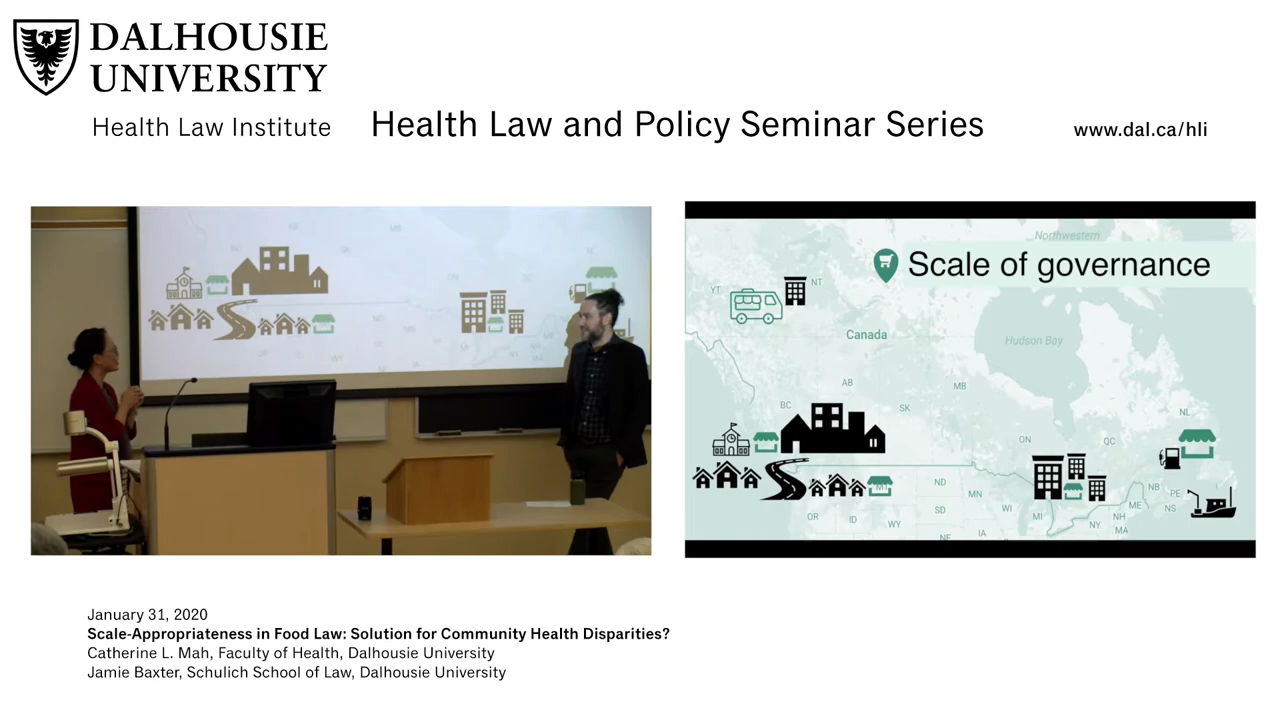 DALHOUSIE
UNIVERSITY
Health Law Institute
Health Law and Policy Seminar Series
www.dal.ca/hli
Northwestern
Scale of governance
YT
NT
Canada
Hudson Bay
AB
MB
BC
SK
NL
ON
QC
ND
MN
NB
PE
OR
ID
SD
WI
MI
ME
NS
WY
NY
NH
IA
MA
NE
January 31, 2020
Scale-Appropriateness in Food Law: Solution for Community Health Disparities?
Catherine L. Mah, Faculty of Health, Dalhousie University
Jamie Baxter, Schulich School of Law, Dalhousie University